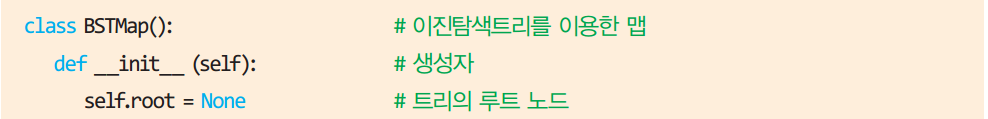 class BSTMap(): # 이진탐색트리를 이용한 맵
def __init__ (self): # 생성자
self.root = None # 트리의 루트 노드